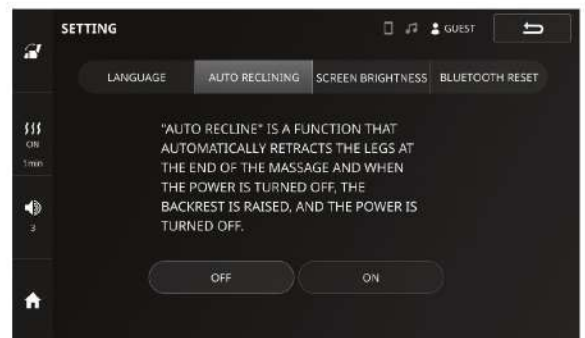 SETTING
GUEST
LANGUAGE
AUTO RECLINING
SCREEN BRIGHTNESS
BLUETOOTH RESET
ON
1min
3
"AUTO RECLINE" IS A FUNCTION THAT
AUTOMATICALLY RETRACTS THE LEGS AT
THE END OF THE MASSAGE AND WHEN
THE POWER IS TURNED OFF, THE
BACKREST IS RAISED, AND THE POWER IS
TURNED OFF.
OFF
ON